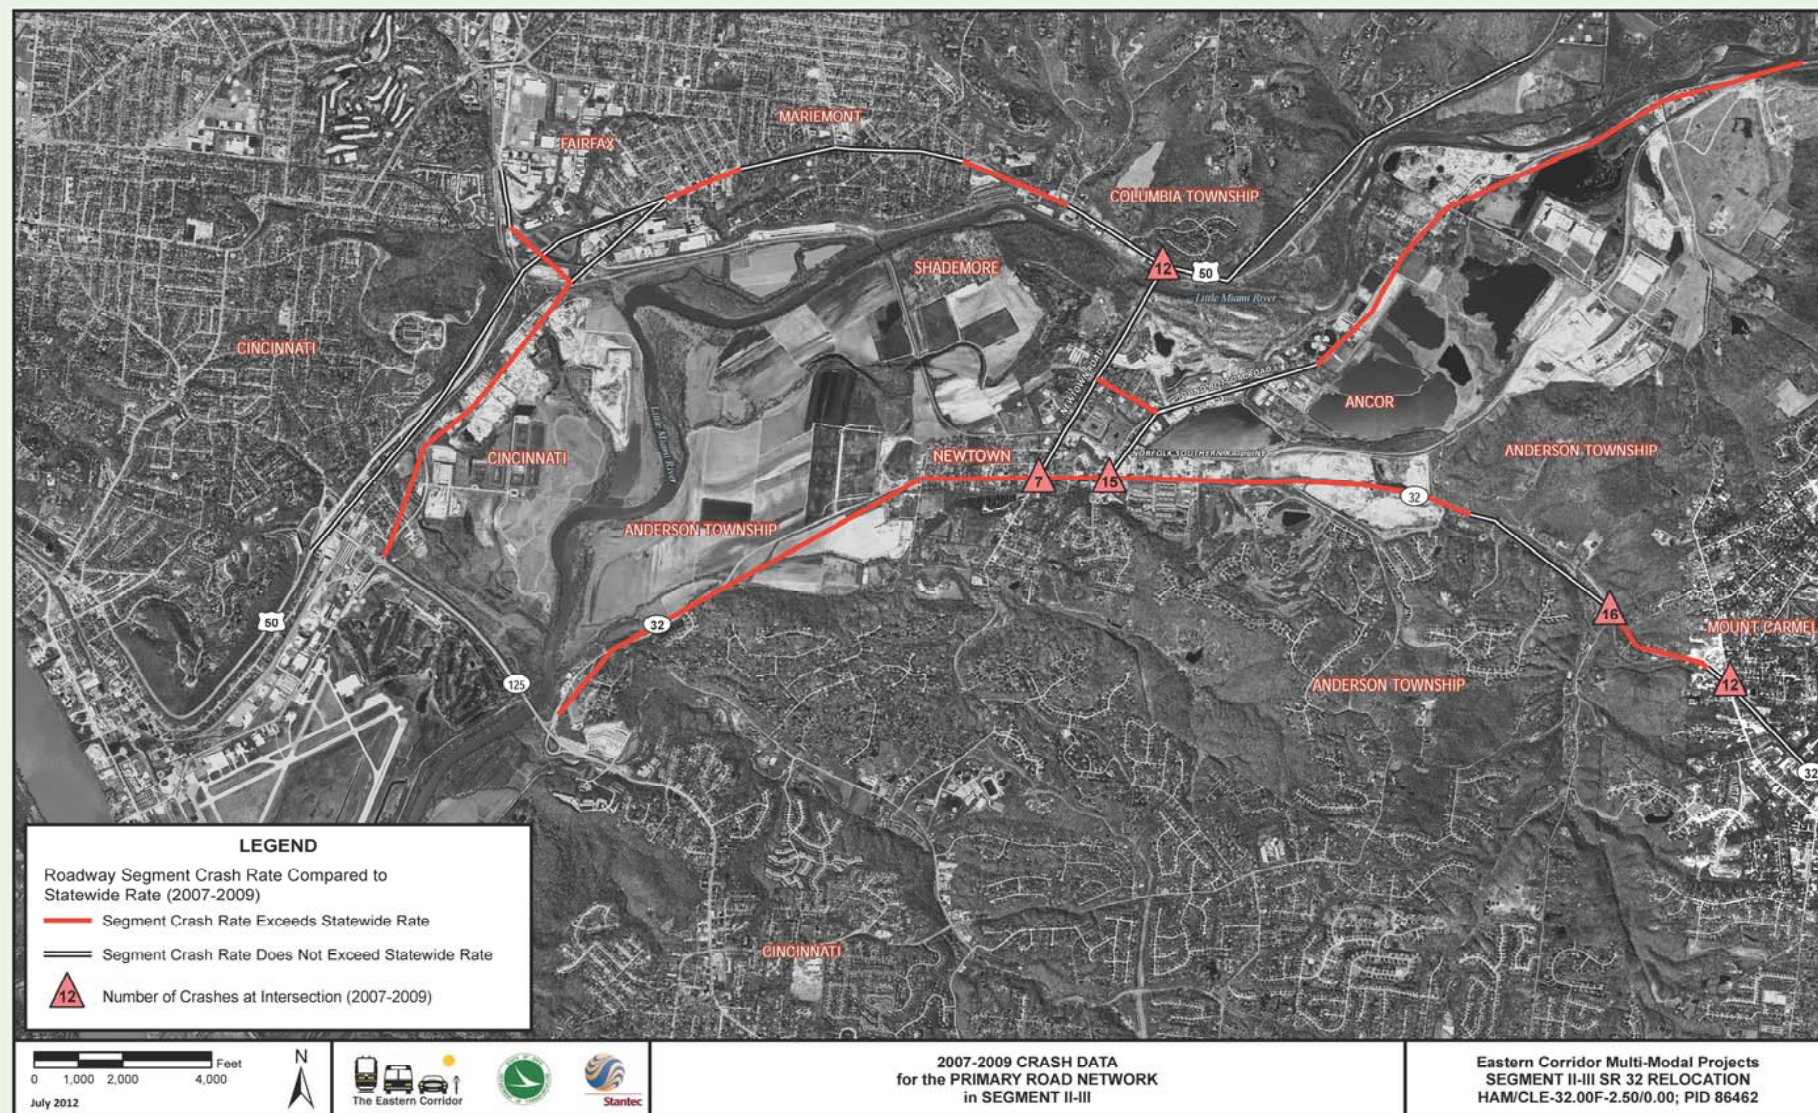 MARIEMONT
FAIRFAX
COLUMBIA TOWNSHIP
SHADEMORE
12
50
Little Miami River
CINCINNATI
NEWTOWN ROAD
ANCOR
Little Miami River
CINCINNATI
NEWTOWN
NORFOLK SOUTHERN RAILLINE
ANDERSON TOWNSHIP
7
15
32
ANDERSON TOWNSHIP
50
32
16
MOUNT CARMEL
125
ANDERSON TOWNSHIP
12
32
CINCINNATI
LEGEND
Roadway Segment Crash Rate Compared to
Statewide Rate (2007-2009)
Segment Crash Rate Exceeds Statewide Rate
Segment Crash Rate Does Not Exceed Statewide Rate
12 Number of Crashes at Intersection (2007-2009)
Feet
0 1,000 2,000 4,000
July 2012
N
The Eastern Corridor
Stantec
2007-2009 CRASH DATA
for the PRIMARY ROAD NETWORK
in SEGMENT II-III
Eastern Corridor Multi-Modal Projects
SEGMENT II-III SR 32 RELOCATION
HAM/CLE-32.00F-2.50/0.00; PID 86462